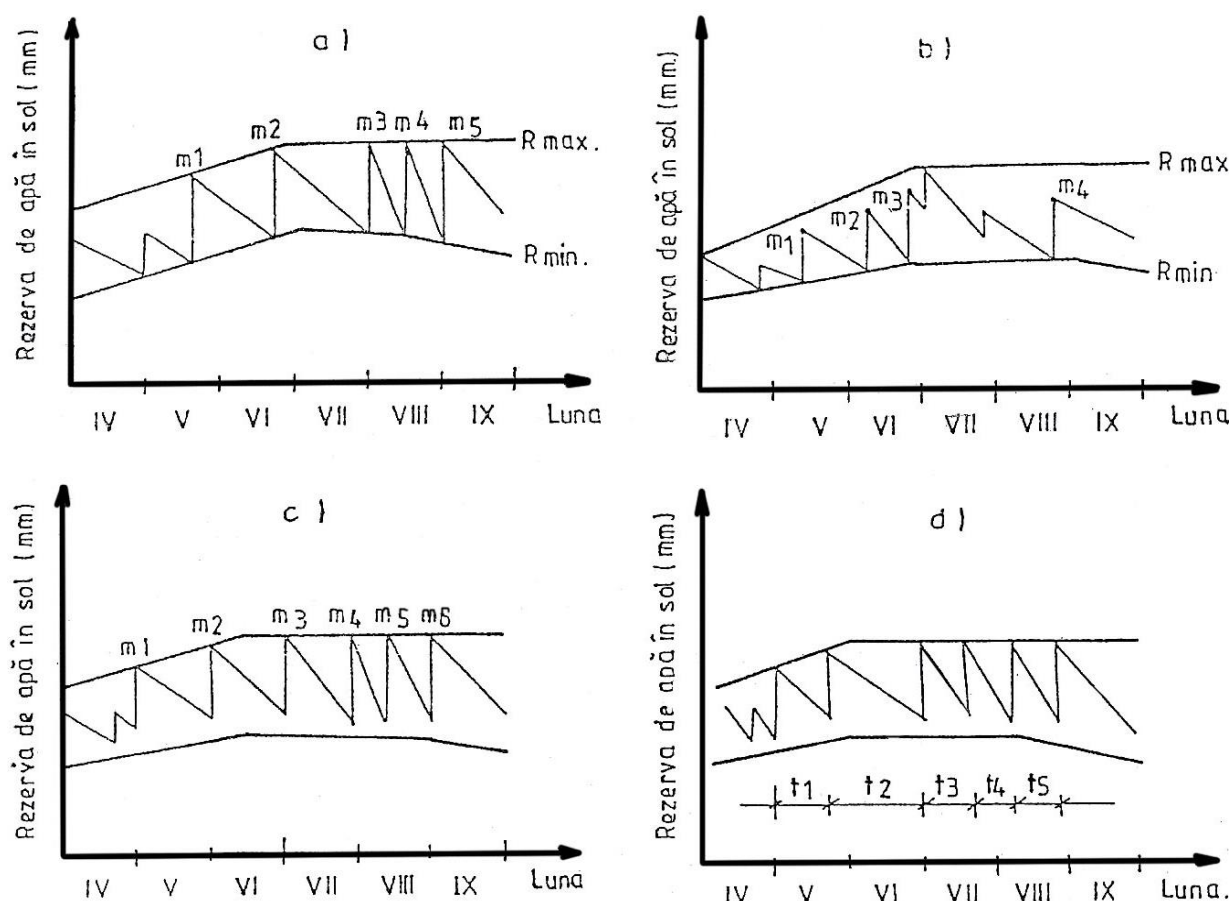 a)
Rezerva de apă în sol (mm)
m1
m2
m3 m4 m5
R max.
R min.
IV V VI VII VIII IX Luna
b)
Rezerva de apă în sol (mm.)
m1
m2
m3
m4
R max
R min
IV V VI VII VIII IX Luna
c)
Rezerva de apă în sol (mm)
m1
m2
m3 m4 m5 m6
IV V VI VII VIII IX Luna
d)
Rezerva de apă în sol (mm)
t1 t2 t3 t4 t5
IV V VI VII VIII IX Luna.